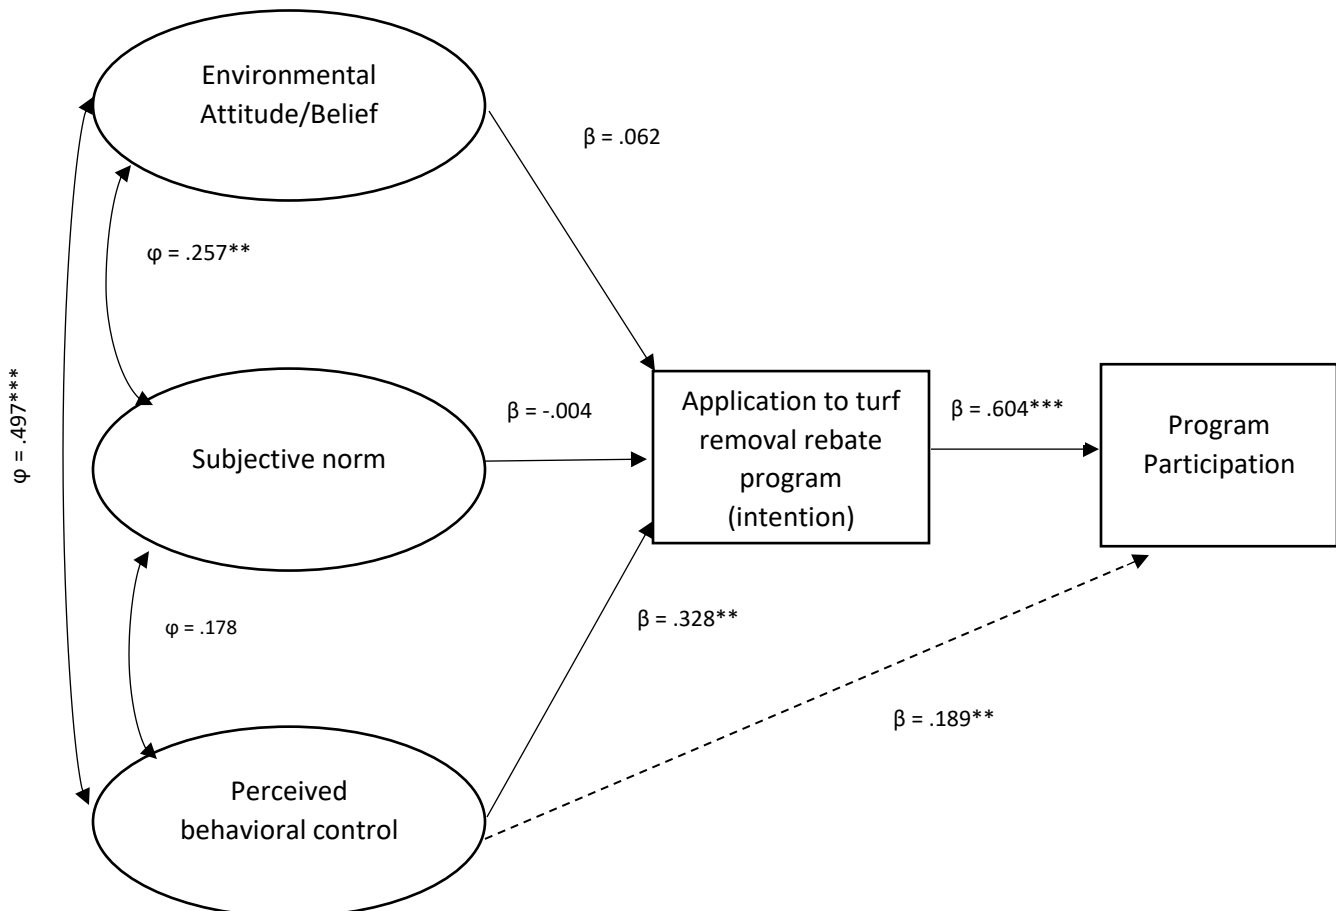 Environmental
Attitude/Belief
β = .062
φ = .257**
φ = .497***
Subjective norm
β = -.004
Application to turf
removal rebate
program
(intention)
β = .604***
Program
Participation
φ = .178
β = .328**
β = .189**
Perceived
behavioral control